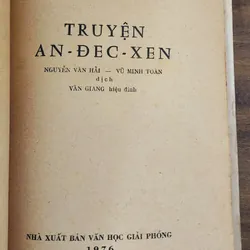 TRUYỆN
AN-ĐEC-XEN
NGUYỄN VĂN HẢI — VŨ MINH TOÀN
dịch
VĂN GIANG hiệu đính
NHÀ XUẤT BẢN VĂN HỌC GIẢI PHÓNG
1976